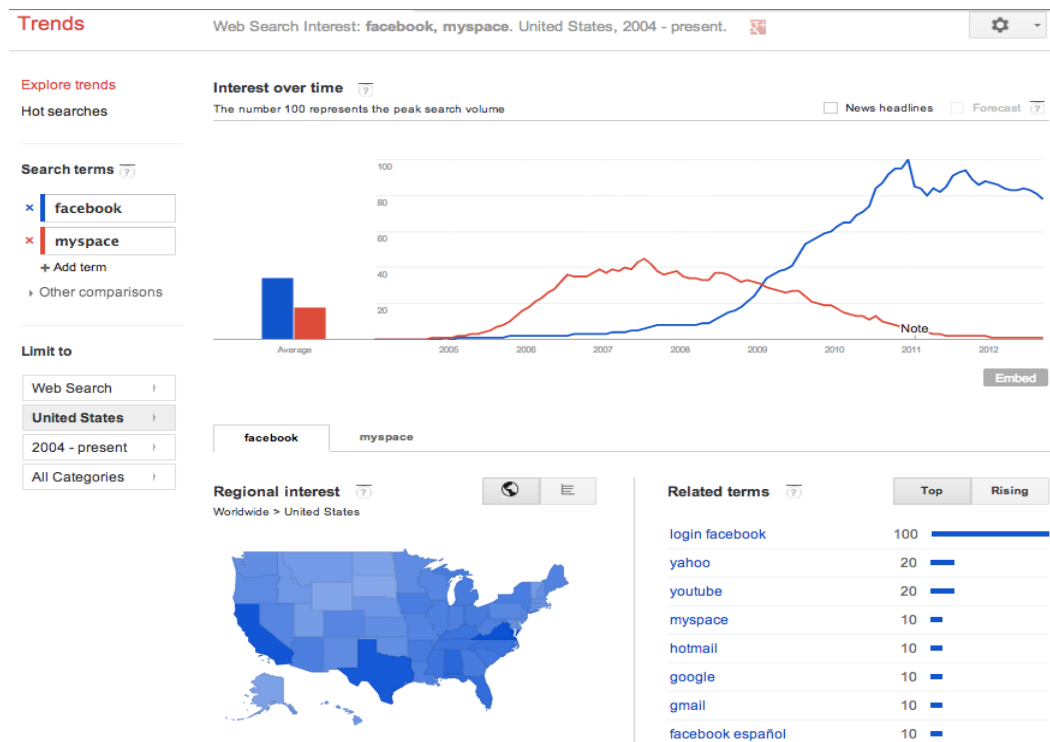 Trends
Web Search Interest: facebook, myspace. United States, 2004 - present.
Explore trends
Hot searches
Search terms ?
× facebook
× myspace
+ Add term
Other comparisons
Limit to
Web Search
United States
2004 - present
All Categories
Interest over time ?
The number 100 represents the peak search volume
News headlines
Forecast ?
100
80
60
40
20
Average
2005 2006 2007 2008 2009 2010 2011 2012
Note
Embed
facebook myspace
Regional interest ?
Worldwide > United States
Related terms ?
Top Rising
login facebook 100
yahoo 20
youtube 20
myspace 10
hotmail 10
google 10
gmail 10
facebook español 10